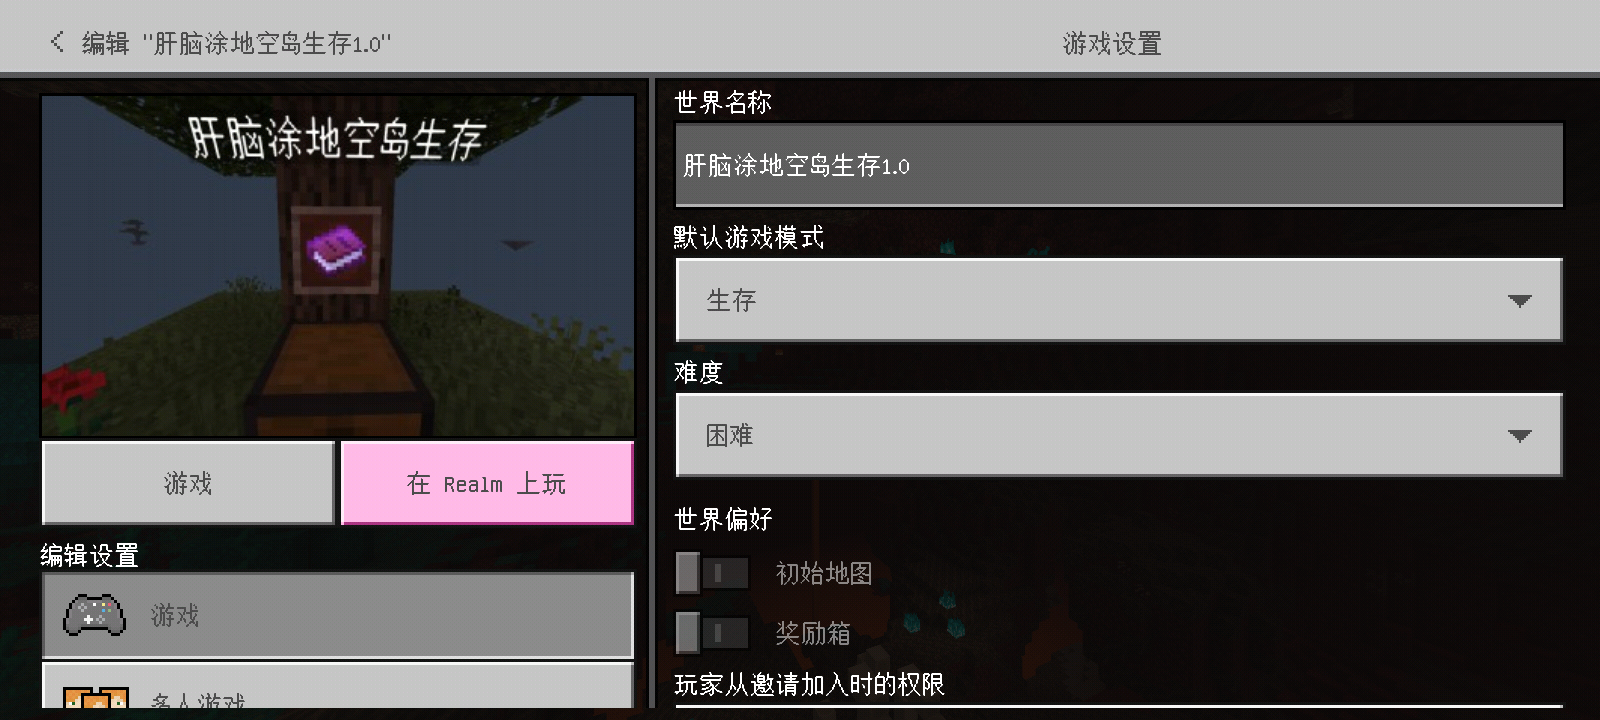 编辑 "肝脑涂地空岛生存1.0"
游戏设置
肝脑涂地空岛生存
游戏
在 Realm 上玩
编辑设置
游戏
多人游戏
世界名称
肝脑涂地空岛生存1.0
默认游戏模式
生存
难度
困难
世界偏好
初始地图
奖励箱
玩家从邀请加入时的权限